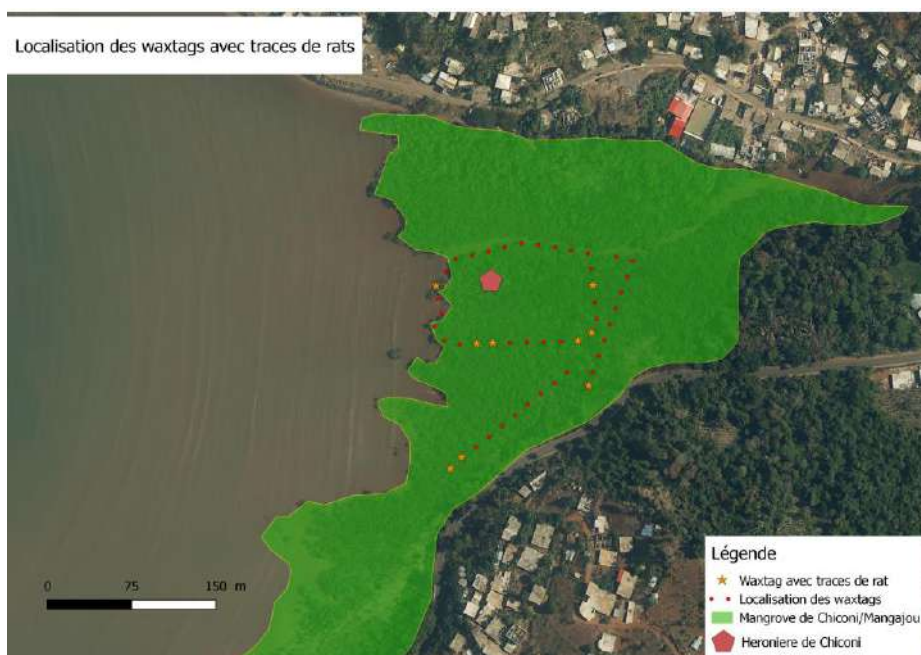 Localisation des waxtags avec traces de rats
0 75 150 m
Légende
Waxtag avec traces de rat
Localisation des waxtags
Mangrove de Chiconi/Mangajou
Heroniere de Chiconi